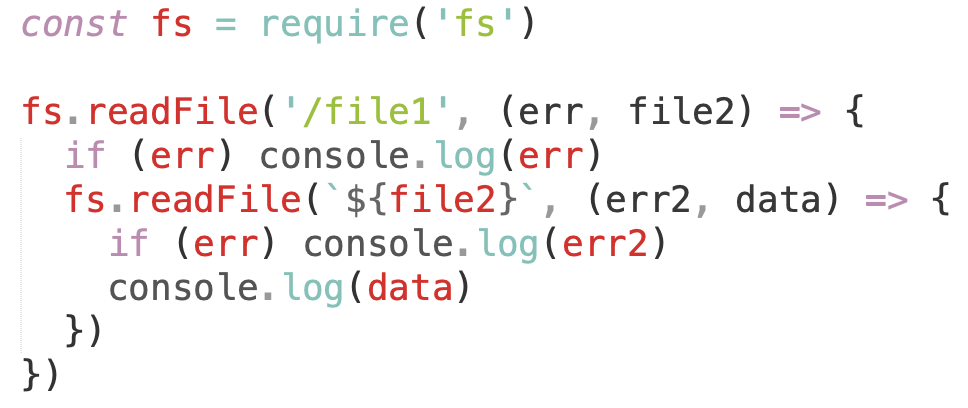 const fs = require('fs')
fs.readFile('/file1', (err, file2) => {
if (err) console.log(err)
fs.readFile(`${file2}`, (err2, data) => {
if (err) console.log(err2)
console.log(data)
})
})